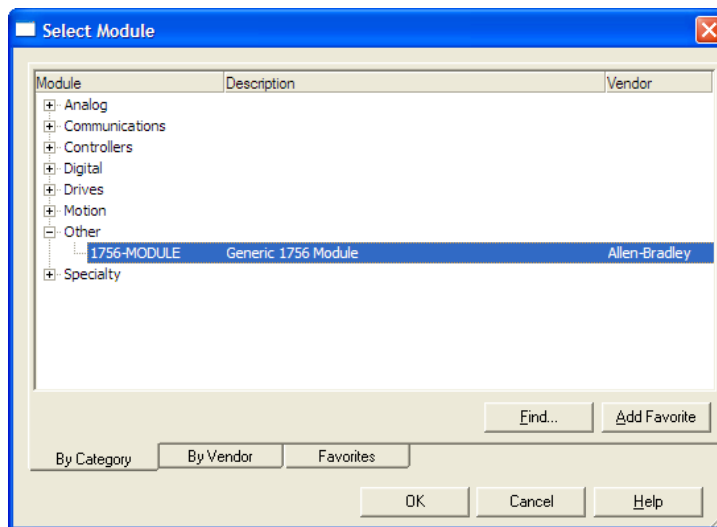 Select Module
Module Description Vendor
Analog
Communications
Controllers
Digital
Drives
Motion
Other
1756-MODULE Generic 1756 Module Allen-Bradley
Specialty
Find... Add Favorite
By Category By Vendor Favorites
OK Cancel Help